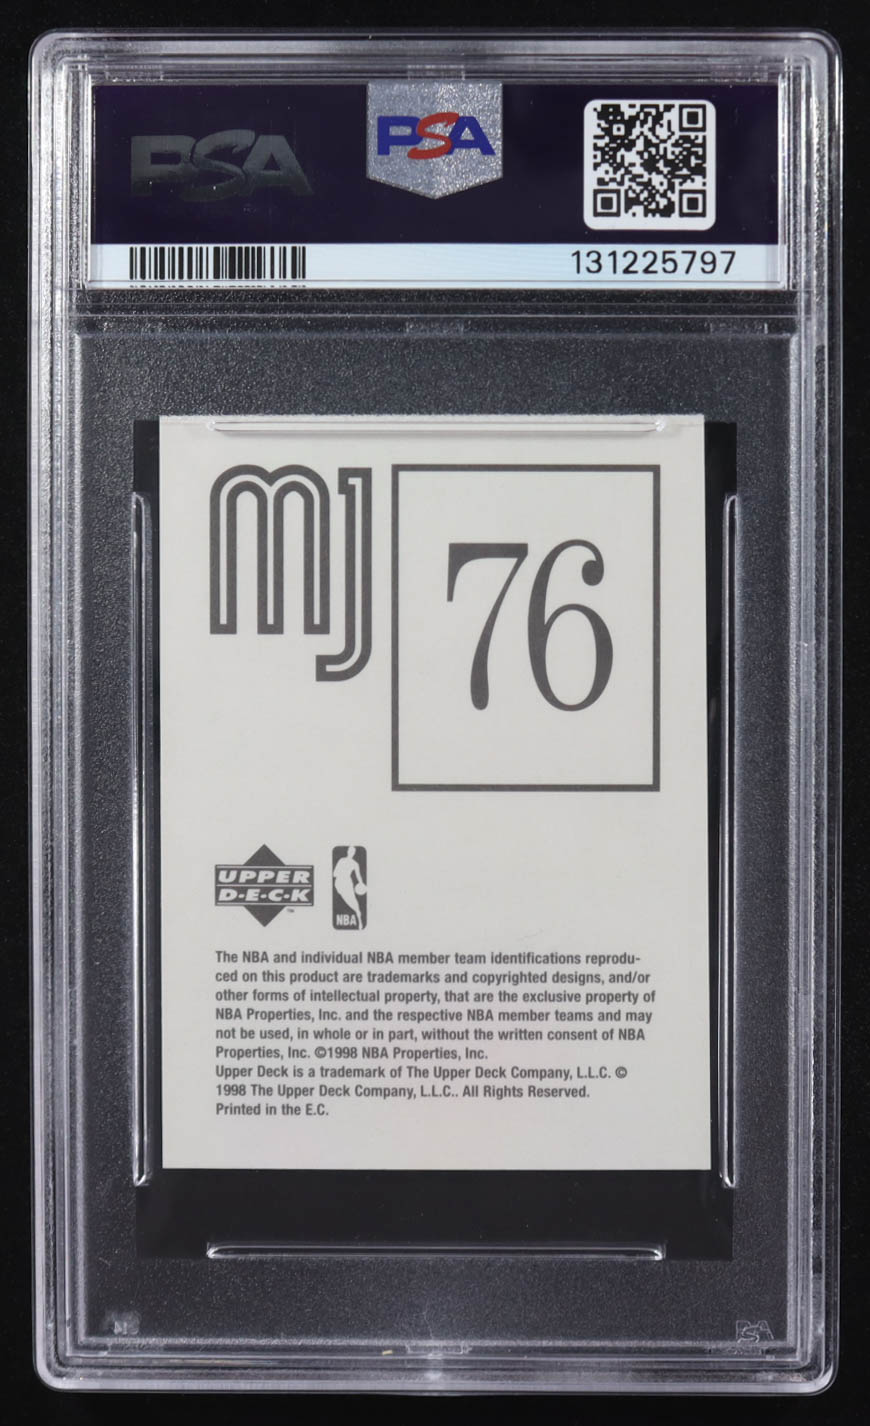 PSA
PSA
131225797
MJ
76
UPPER
D·E·C·K
™
NBA
The NBA and individual NBA member team identifications reprodu-
ced on this product are trademarks and copyrighted designs, and/or
other forms of intellectual property, that are the exclusive property of
NBA Properties, Inc. and the respective NBA member teams and may
not be used, in whole or in part, without the written consent of NBA
Properties, Inc. ©1998 NBA Properties, Inc.
Upper Deck is a trademark of The Upper Deck Company, L.L.C. ©
1998 The Upper Deck Company, L.L.C.. All Rights Reserved.
Printed in the E.C.
PSA